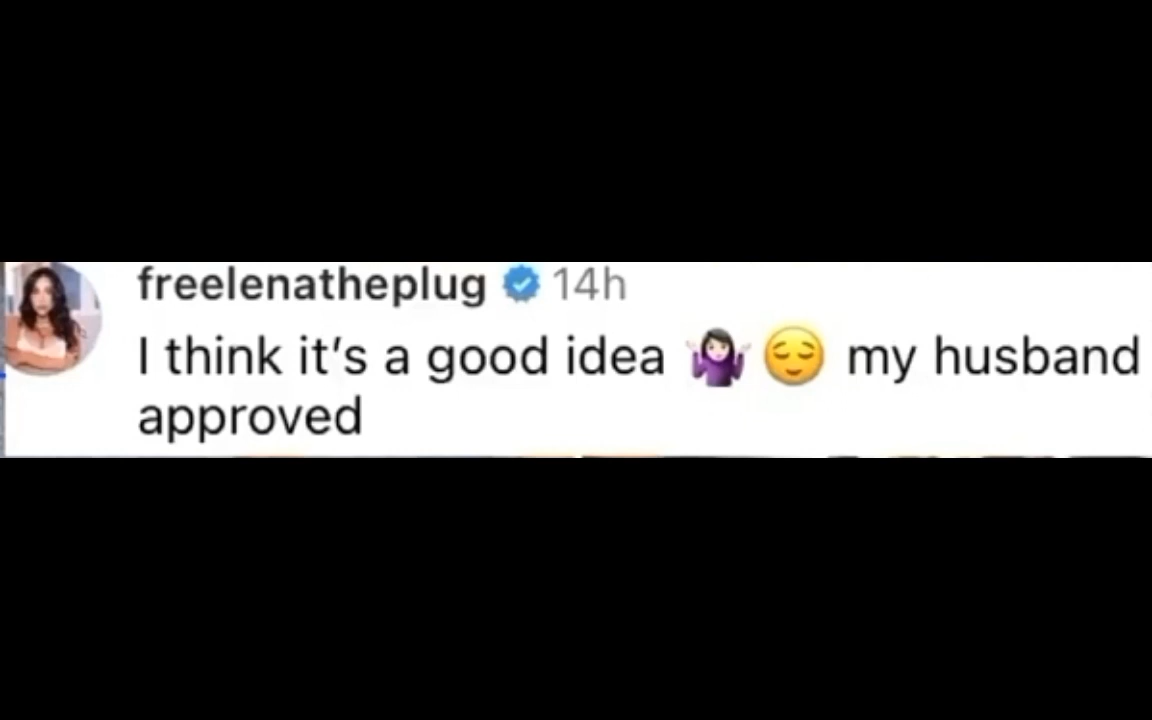 freelenatheplug 14h
I think it’s a good idea 🤷🏻‍♀️ 😌 my husband
approved